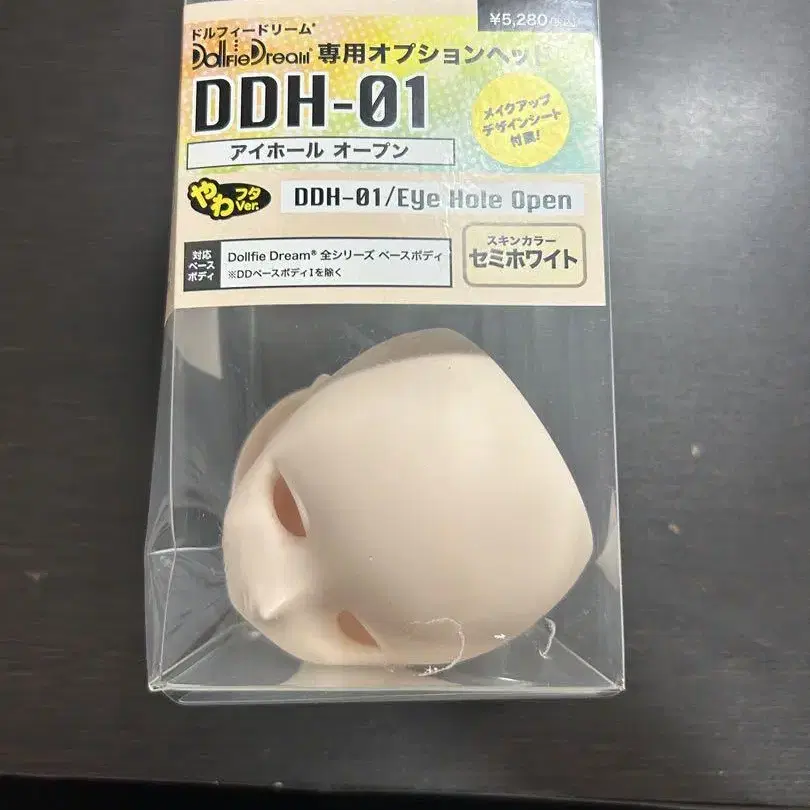 ¥5,280
ドルフィードリーム®
DollfieDream® 専用オプションヘッド
DDH-01
アイホール オープン
メイクアップ
デザインシート
付属!
やわフタ
Ver.
DDH-01/Eye Hole Open
対応
ベース
ボディ
Dollfie Dream® 全シリーズ ベースボディ
※DDベースボディⅠを除く
スキンカラー
セミホワイト